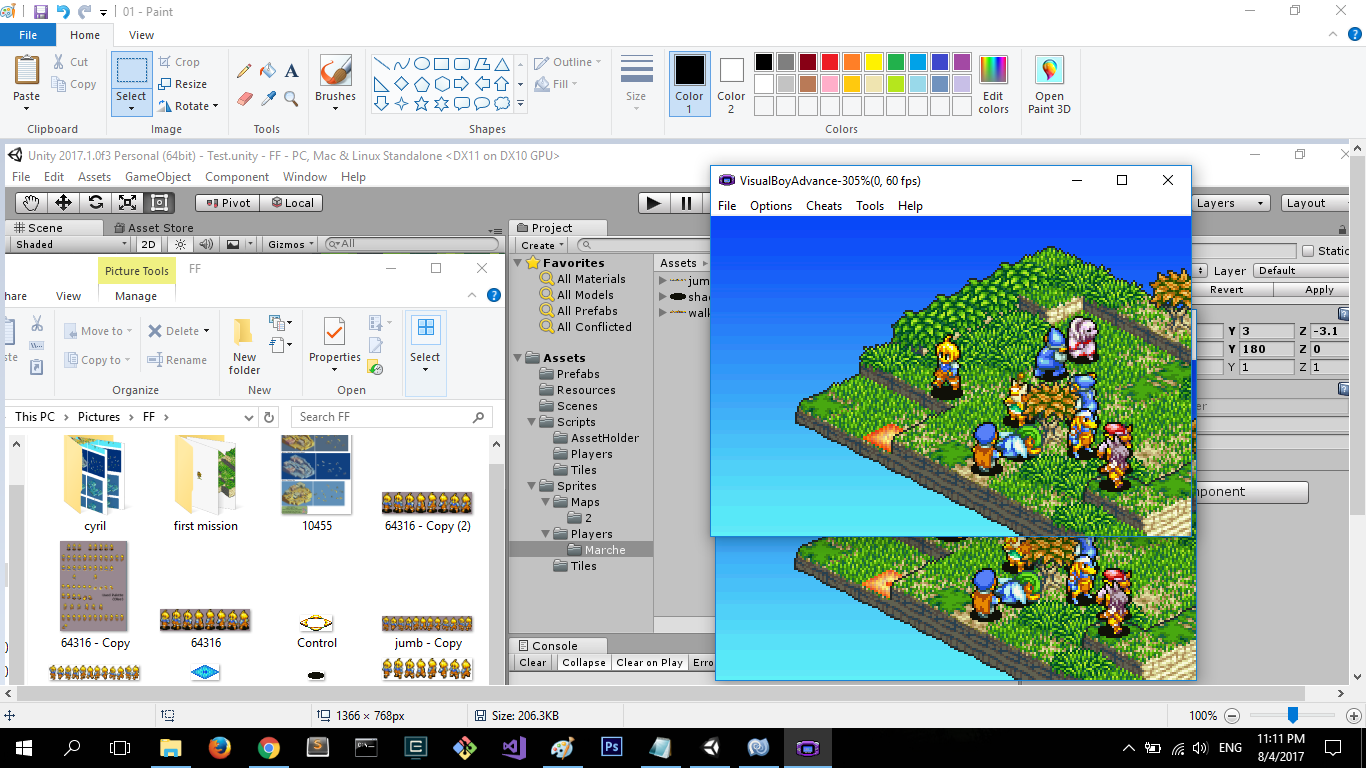 01 - Paint
File Home View
Cut
Copy
Paste
Clipboard
Select
Crop
Resize
Rotate
Image
Tools
Brushes
Shapes
Outline
Fill
Size
Color 1
Color 2
Edit colors
Colors
Open Paint 3D
Unity 2017.1.0f3 Personal (64bit) - Test.unity - FF - PC, Mac & Linux Standalone <DX11 on DX10 GPU>
File Edit Assets GameObject Component Window Help
Pivot Local
Layers Layout
Scene Asset Store
Shaded 2D Gizmos All
Project
Create
Favorites
All Materials
All Models
All Prefabs
All Conflicted
Assets
Prefabs
Resources
Scenes
Scripts
AssetHolder
Players
Tiles
Sprites
Maps
2
Players
Marche
Tiles
Assets
jum
shac
walk
Console
Clear Collapse Clear on Play Erro
Static
Layer Default
Revert Apply
Y 3 Z -3.1
Y 180 Z 0
Y 1 Z 1
mponent
Picture Tools FF
hare View Manage
ste
Move to
Copy to
Delete
Rename
Organize
New folder
New
Properties
Open
Select
This PC Pictures FF
Search FF
cyril
first mission
10455
64316 - Copy (2)
64316 - Copy
64316
Control
jumb - Copy
VisualBoyAdvance-305%(0, 60 fps)
File Options Cheats Tools Help
1366 × 768px
Size: 206.3KB
100%
ENG
11:11 PM
8/4/2017